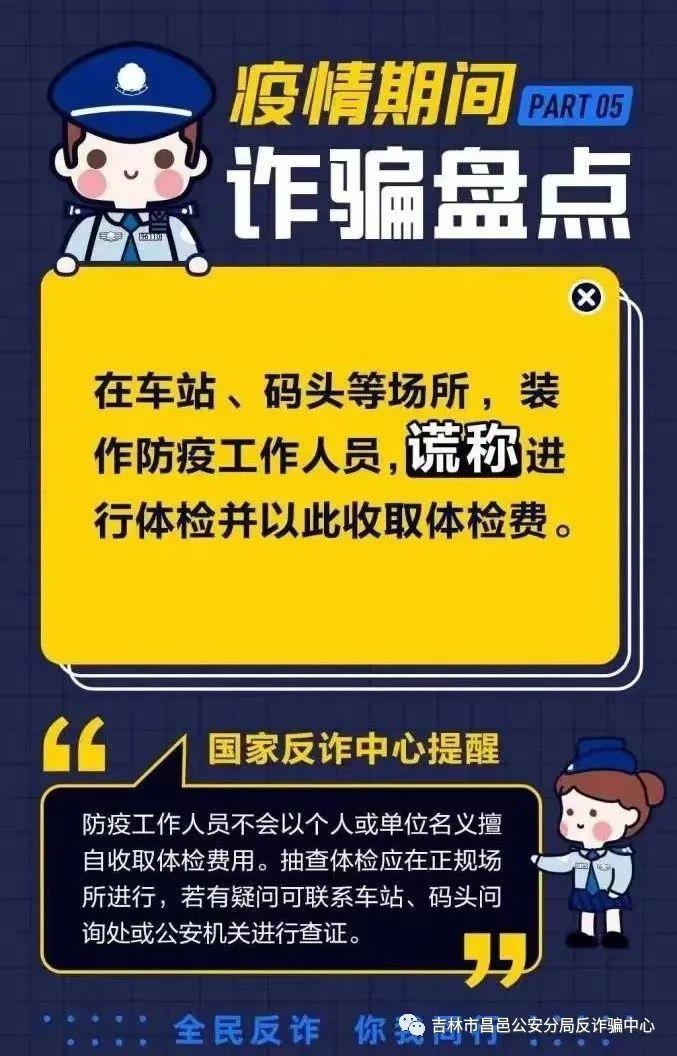 疫情期间
PART 05
诈骗盘点
在车站、码头等场所，装
作防疫工作人员,谎称进
行体检并以此收取体检费。
国家反诈中心提醒
防疫工作人员不会以个人或单位名义擅
自收取体检费用。抽查体检应在正规场
所进行，若有疑问可联系车站、码头问
询处或公安机关进行查证。
全民反诈 你我同行
吉林市昌邑公安分局反诈骗中心